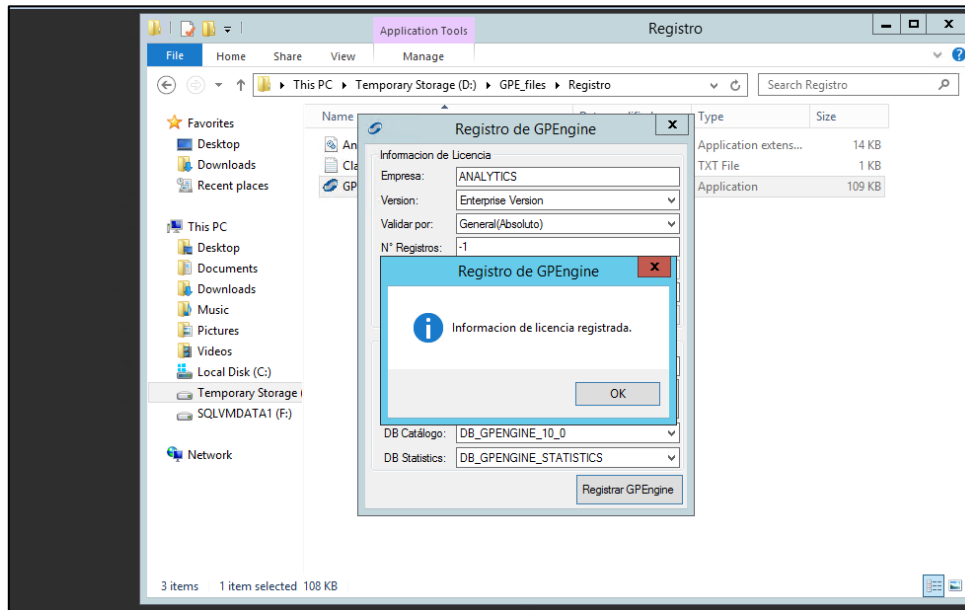 Application Tools
Registro
File Home Share View Manage
This PC Temporary Storage (D:) GPE_files Registro
Search Registro
Name Type Size
Favorites
Desktop
Downloads
Recent places
This PC
Desktop
Documents
Downloads
Music
Pictures
Videos
Local Disk (C:)
Temporary Storage (
SQLVMDATA1 (F:)
Network
An Application extens... 14 KB
Cla TXT File 1 KB
GP Application 109 KB
Registro de GPEngine
Informacion de Licencia
Empresa: ANALYTICS
Version: Enterprise Version
Validar por: General(Absoluto)
N° Registros: -1
Registro de GPEngine
Informacion de licencia registrada.
OK
DB Catálogo: DB_GPENGINE_10_0
DB Statistics: DB_GPENGINE_STATISTICS
Registrar GPEngine
3 items 1 item selected 108 KB